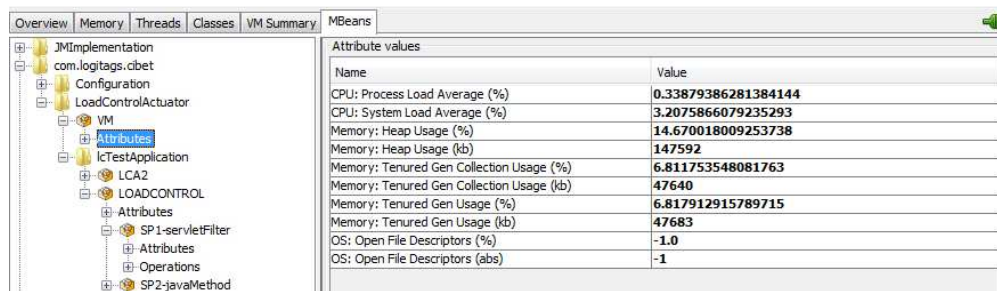 Overview Memory Threads Classes VM Summary MBeans
JMImplementation
com.logitags.cibet
Configuration
LoadControlActuator
VM
Attributes
lcTestApplication
LCA2
LOADCONTROL
Attributes
SP1-servletFilter
Attributes
Operations
SP2-javaMethod
Attribute values
Name Value
CPU: Process Load Average (%) 0.33879386281384144
CPU: System Load Average (%) 3.2075866079235293
Memory: Heap Usage (%) 14.670018009253738
Memory: Heap Usage (kb) 147592
Memory: Tenured Gen Collection Usage (%) 6.811753548081763
Memory: Tenured Gen Collection Usage (kb) 47640
Memory: Tenured Gen Usage (%) 6.817912915789715
Memory: Tenured Gen Usage (kb) 47683
OS: Open File Descriptors (%) -1.0
OS: Open File Descriptors (abs) -1